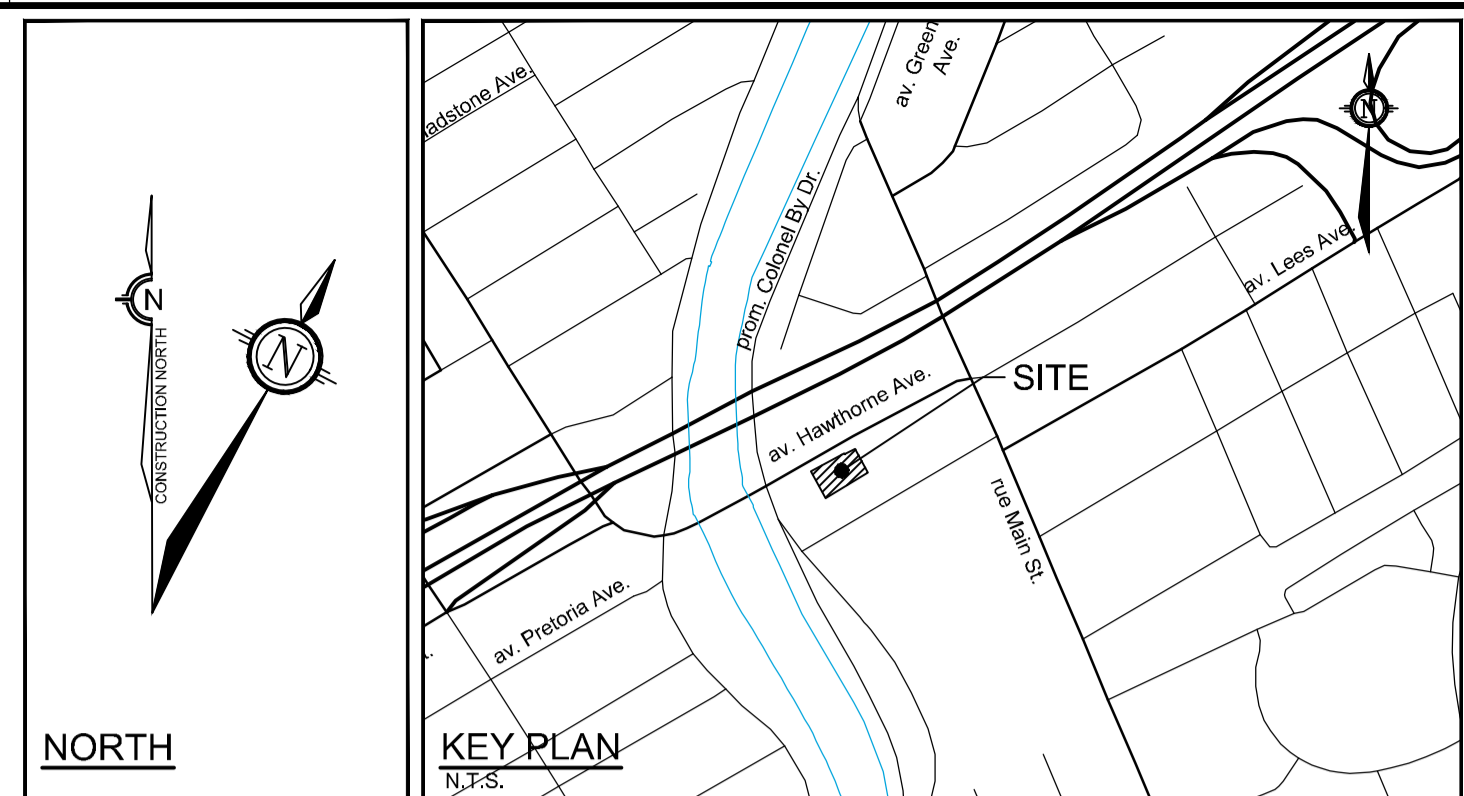 N
CONSTRUCTION NORTH
N
NORTH
adstone Ave.
av. Green
Ave.
N
prom. Colonel By Dr.
av. Lees Ave.
av. Hawthorne Ave.
SITE
rue Main St.
av. Pretoria Ave.
t.
KEY PLAN
N.T.S.